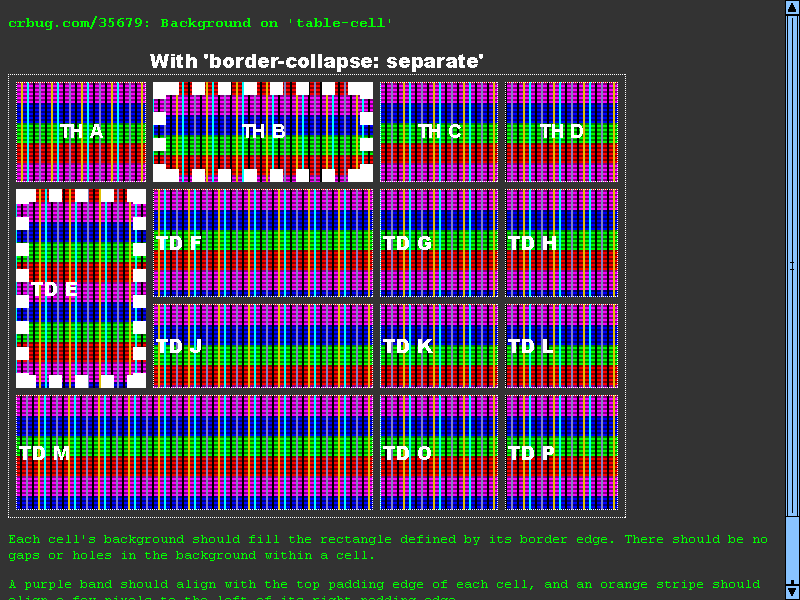 crbug.com/35679: Background on 'table-cell'
With 'border-collapse: separate'
TH A TH B TH C TH D
TD E TD F TD G TD H
TD J TD K TD L
TD M TD O TD P
Each cell's background should fill the rectangle defined by its border edge. There should be no
gaps or holes in the background within a cell.
A purple band should align with the top padding edge of each cell, and an orange stripe should
align a few pixels to the left of its right padding edge.